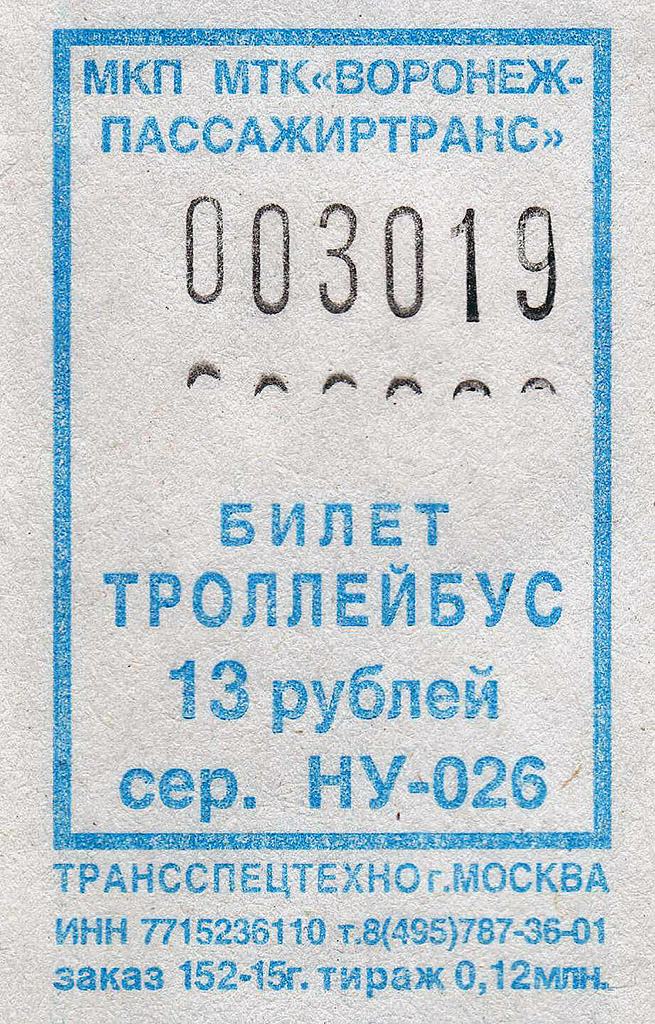 МКП МТК«ВОРОНЕЖ-
ПАССАЖИРТРАНС»
003019
БИЛЕТ
ТРОЛЛЕЙБУС
13 рублей
сер. НУ-026
ТРАНССПЕЦТЕХНО г.МОСКВА
ИНН 7715236110 т.8(495)787-36-01
заказ 152-15г. тираж 0,12млн.